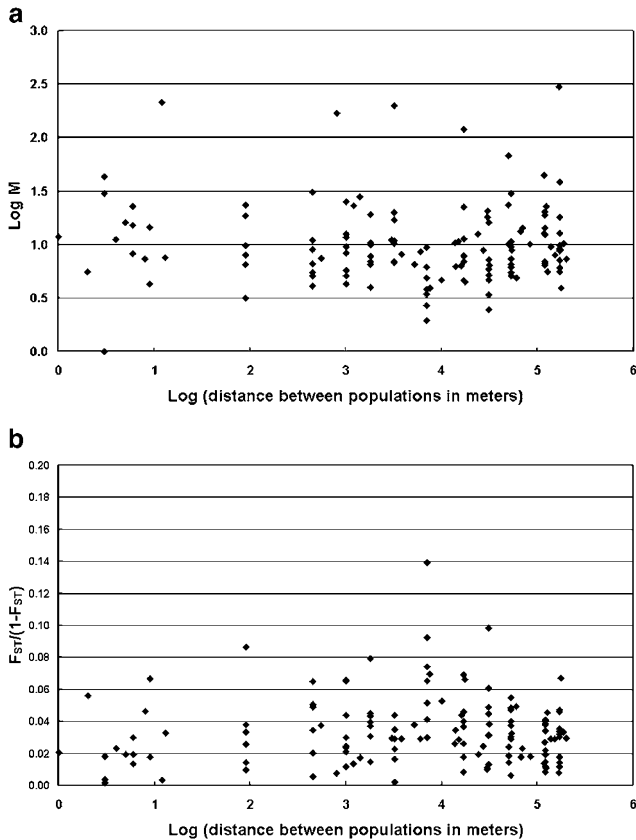 a
3.0
2.5
2.0
1.5
1.0
0.5
0.0
Log M
0 1 2 3 4 5 6
Log (distance between populations in meters)
b
0.20
0.18
0.16
0.14
0.12
0.10
0.08
0.06
0.04
0.02
0.00
FST/(1-FST)
0 1 2 3 4 5 6
Log (distance between populations in meters)